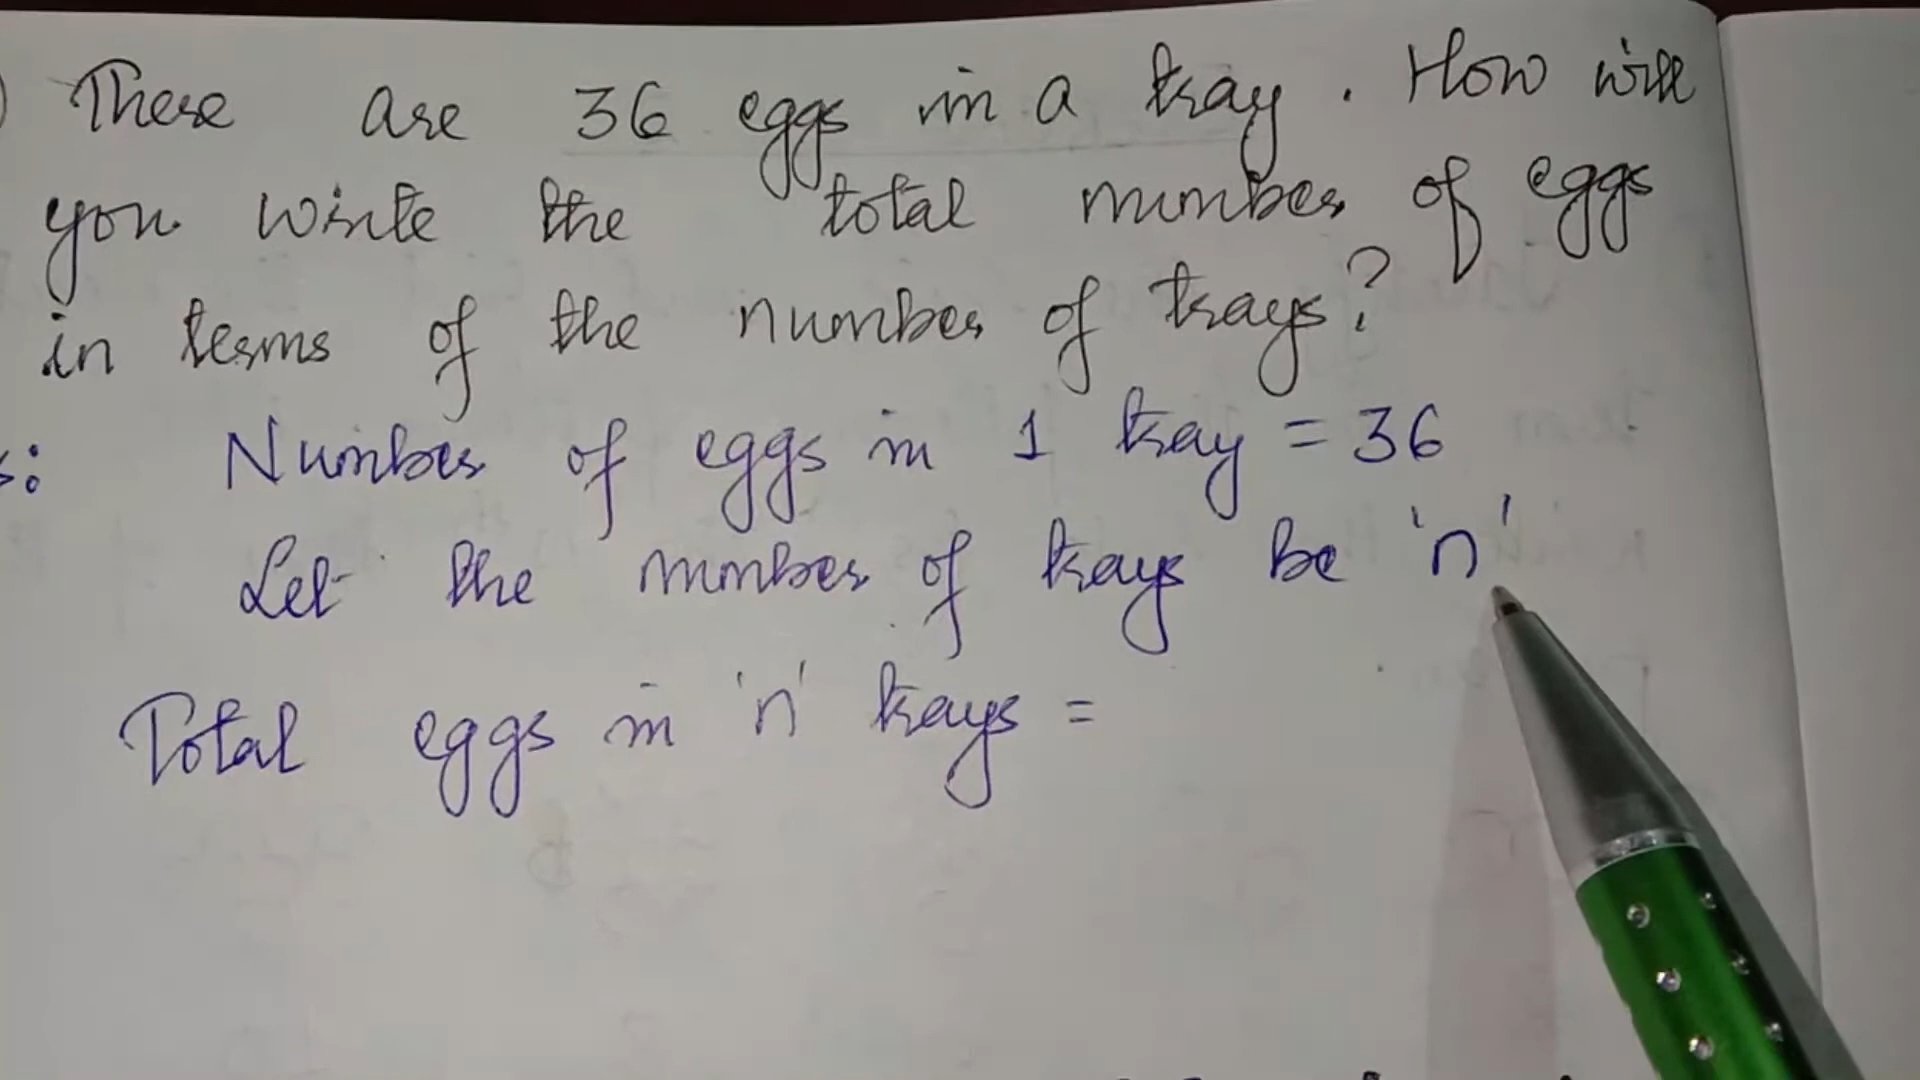 There are 36 eggs in a tray. How will
you write the total number of eggs
in terms of the number of trays?
s: Number of eggs in 1 tray = 36
Let the number of trays be 'n'
Total eggs in 'n' trays =